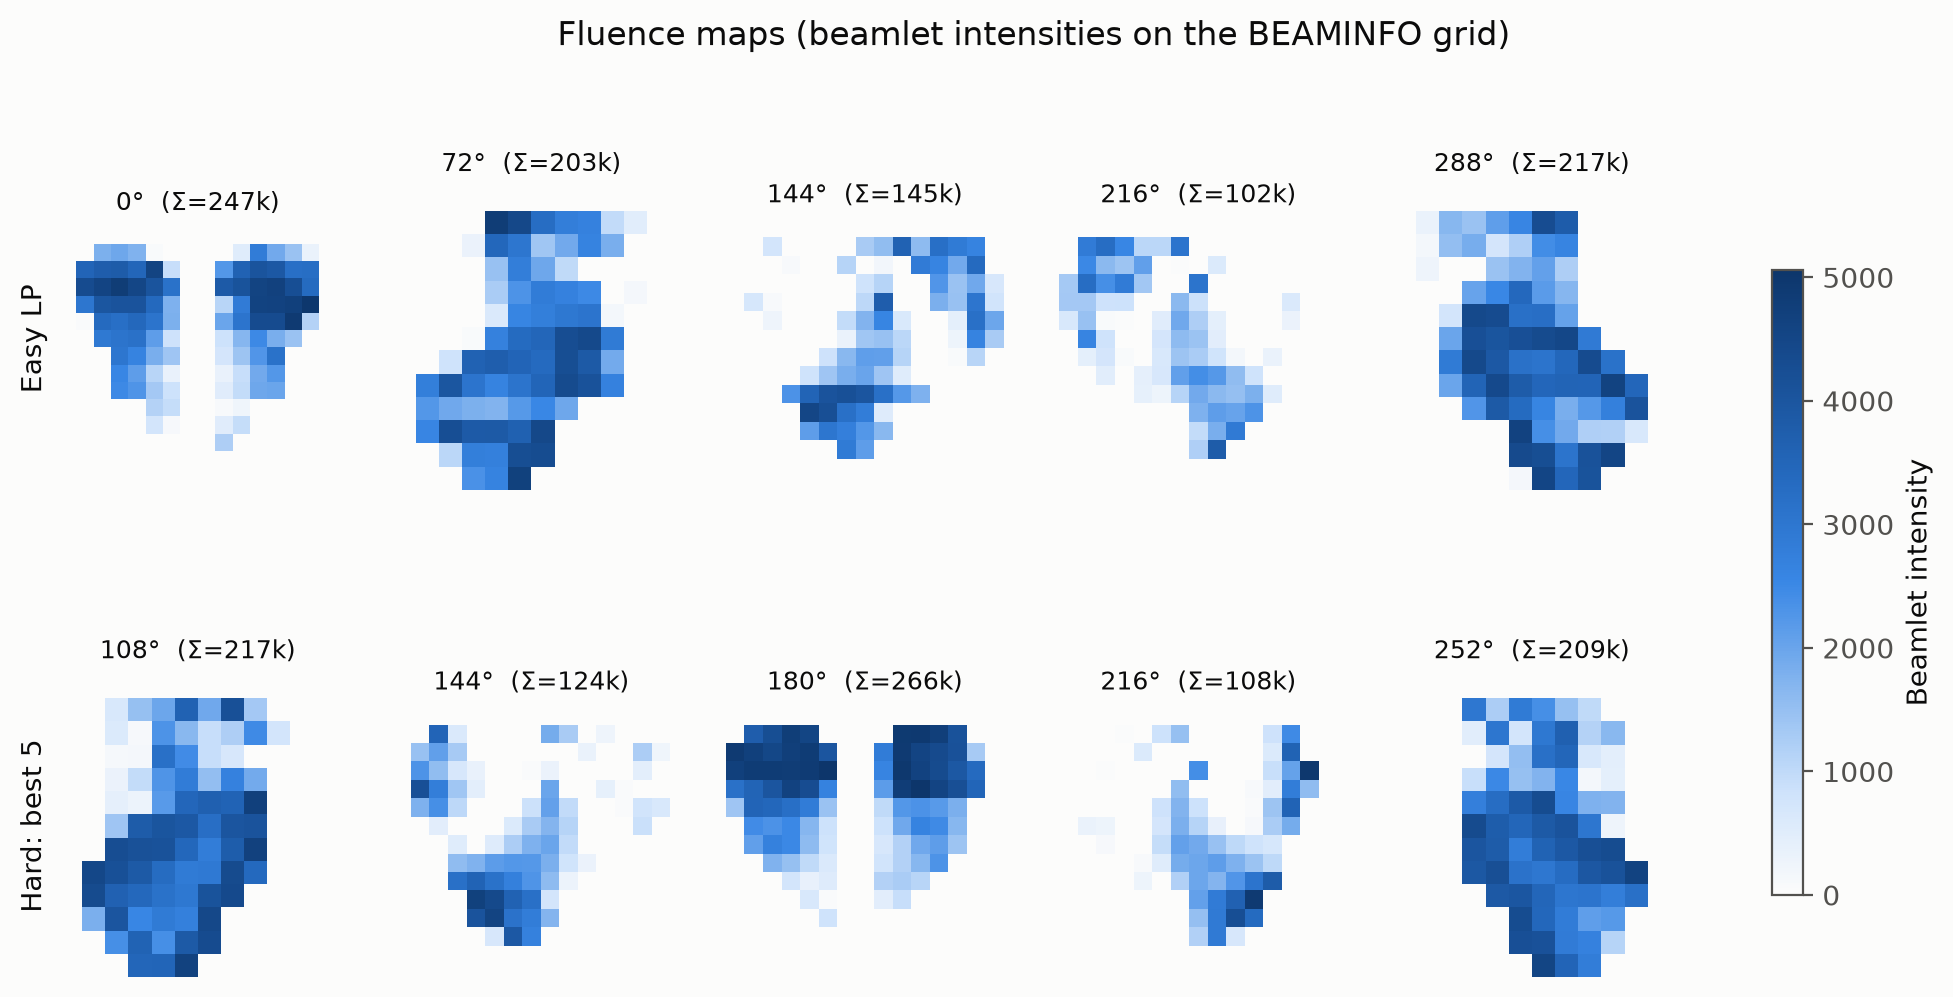 Fluence maps (beamlet intensities on the BEAMINFO grid)
Easy LP
0° (Σ=247k)
72° (Σ=203k)
144° (Σ=145k)
216° (Σ=102k)
288° (Σ=217k)
Hard: best 5
108° (Σ=217k)
144° (Σ=124k)
180° (Σ=266k)
216° (Σ=108k)
252° (Σ=209k)
5000
4000
3000
2000
1000
0
Beamlet intensity